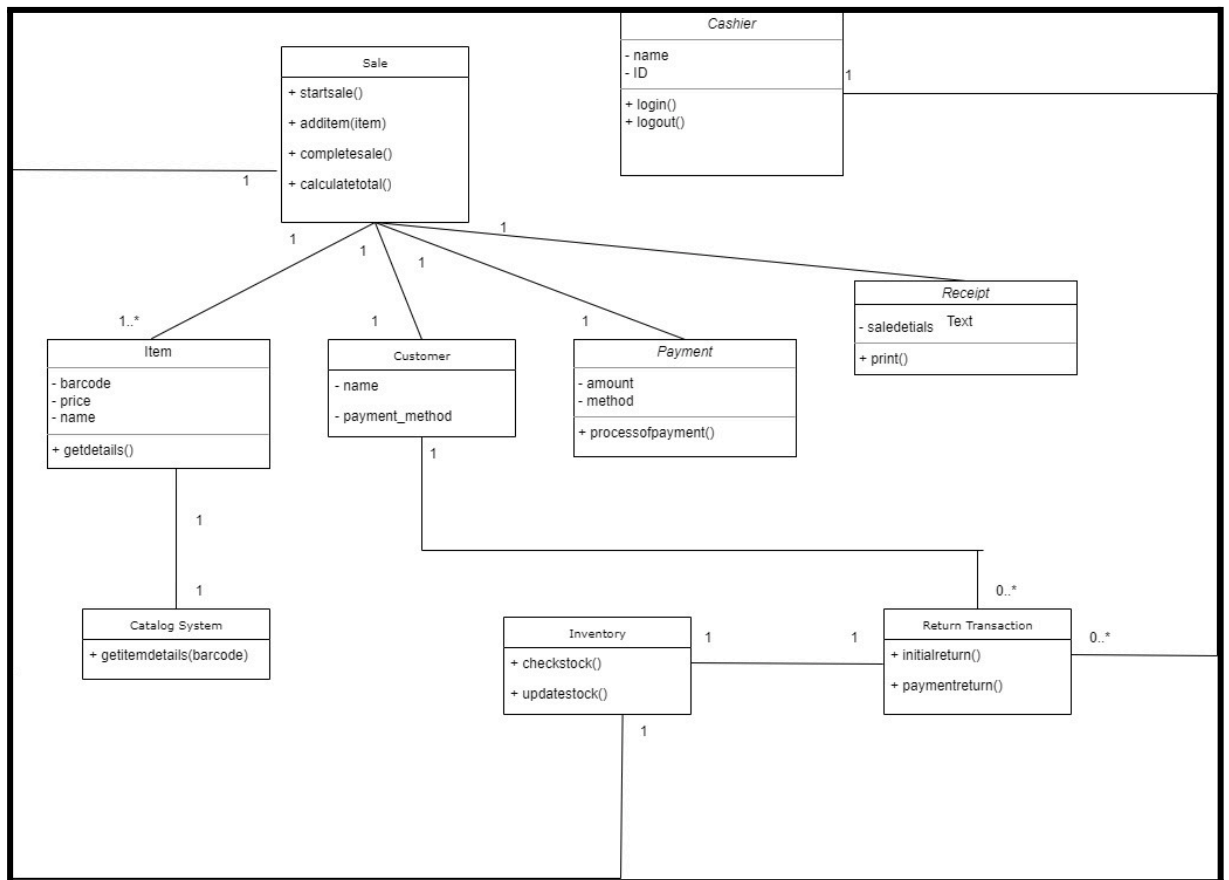 Cashier
- name
- ID
+ login()
+ logout()
1
Sale
+ startsale()
+ additem(item)
+ completesale()
+ calculatetotal()
1
1
1
1
1
Receipt
- saledetials
Text
+ print()
1..*
1
1
Item
- barcode
- price
- name
+ getdetails()
Customer
- name
- payment_method
Payment
- amount
- method
+ processofpayment()
1
1
1
0..*
Catalog System
+ getitemdetails(barcode)
Inventory
+ checkstock()
+ updatestock()
1
1
Return Transaction
+ initialreturn()
+ paymentreturn()
0..*
1